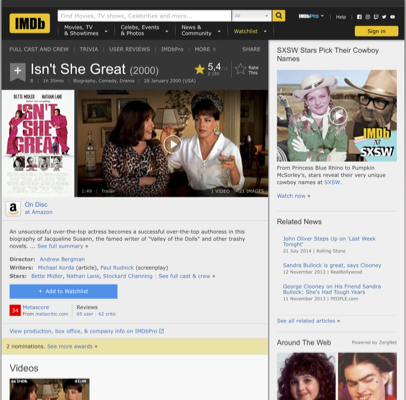 IMDb
Find Movies, TV shows, Celebrities and more...
All
IMDbPro
Help
Movies, TV
& Showtimes
Celebs, Events
& Photos
News &
Community
Watchlist
Sign in
FULL CAST AND CREW | TRIVIA | USER REVIEWS | IMDbPro | MORE
SHARE
Isn't She Great (2000)
5,4
Rate
This
R | 1h 35min | Biography, Comedy, Drama | 28 January 2000 (USA)
BETTE MIDLER NATHAN LANE
ISN'T
SHE
GREAT
1:49 | Trailer
1 VIDEO
21 IMAGES
On Disc
at Amazon
An unsuccessful over-the-top actress becomes a successful over-the-top authoress in this
biography of Jacqueline Susann, the famed writer of "Valley of the Dolls" and other trashy
novels. ... See full summary »
Director: Andrew Bergman
Writers: Michael Korda (article), Paul Rudnick (screenplay)
Stars: Bette Midler, Nathan Lane, Stockard Channing | See full cast & crew »
+ Add to Watchlist
34
Metascore
From metacritic.com
Reviews
65 user | 62 critic
View production, box office, & company info on IMDbPro
2 nominations. See more awards »
Videos
SXSW Stars Pick Their Cowboy
Names
IMDb
at
SXSW
From Princess Blue Rhino to Pumpkin
McSorley's, stars reveal their very unique
cowboy names at SXSW.
Watch now »
Related News
John Oliver Steps Up on 'Last Week
Tonight'
21 July 2014 | Rolling Stone
Sandra Bullock is great, says Clooney
12 November 2013 | RealBollywood
George Clooney on His Friend Sandra
Bullock: She's Had Tough Years
11 November 2013 | PEOPLE.com
See all related articles »
Around The Web
Powered by ZergNet